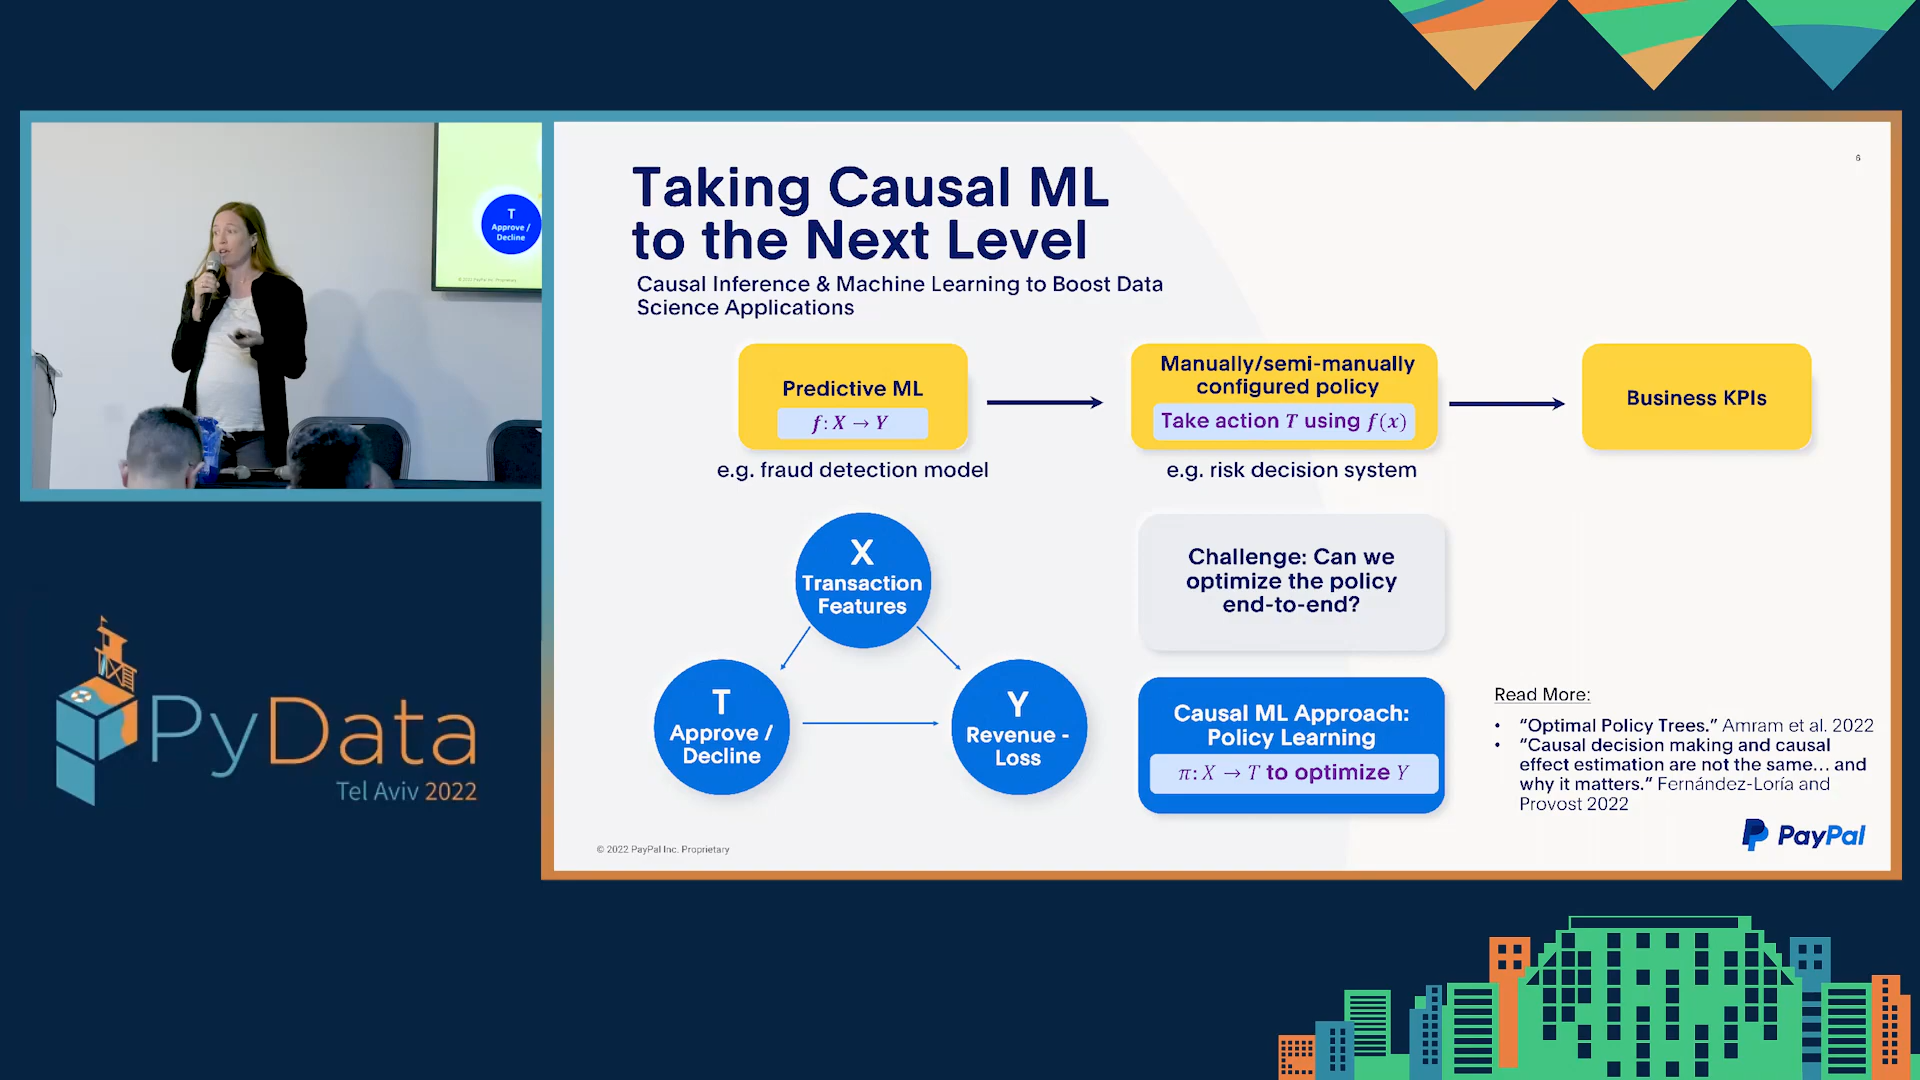 T
Approve /
Decline
PyData
Tel Aviv 2022
6
Taking Causal ML
to the Next Level
Causal Inference & Machine Learning to Boost Data
Science Applications
Predictive ML
f: X → Y
e.g. fraud detection model
Manually/semi-manually
configured policy
Take action T using f(x)
e.g. risk decision system
Business KPIs
X
Transaction
Features
T
Approve /
Decline
Y
Revenue -
Loss
Challenge: Can we
optimize the policy
end-to-end?
Causal ML Approach:
Policy Learning
π: X → T to optimize Y
Read More:
• “Optimal Policy Trees.” Amram et al. 2022
• “Causal decision making and causal
effect estimation are not the same... and
why it matters.” Fernández-Loría and
Provost 2022
PayPal
© 2022 PayPal Inc. Proprietary